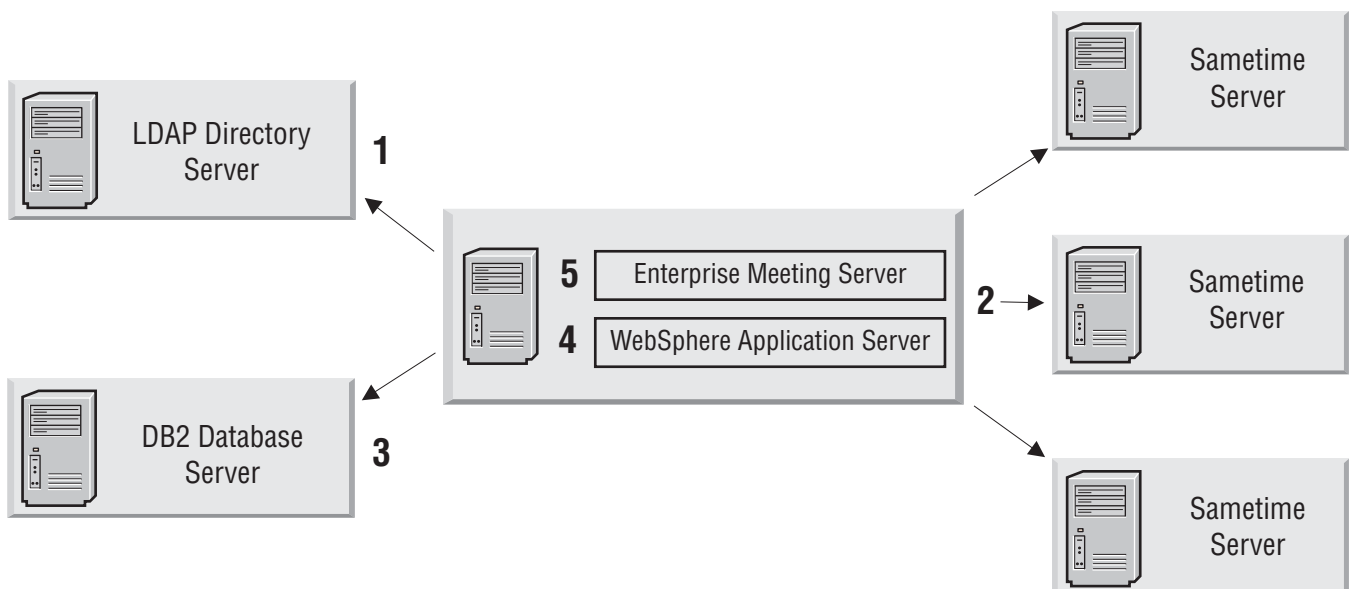 LDAP Directory
Server
1
DB2 Database
Server
3
5
Enterprise Meeting Server
4
WebSphere Application Server
2
Sametime
Server
Sametime
Server
Sametime
Server